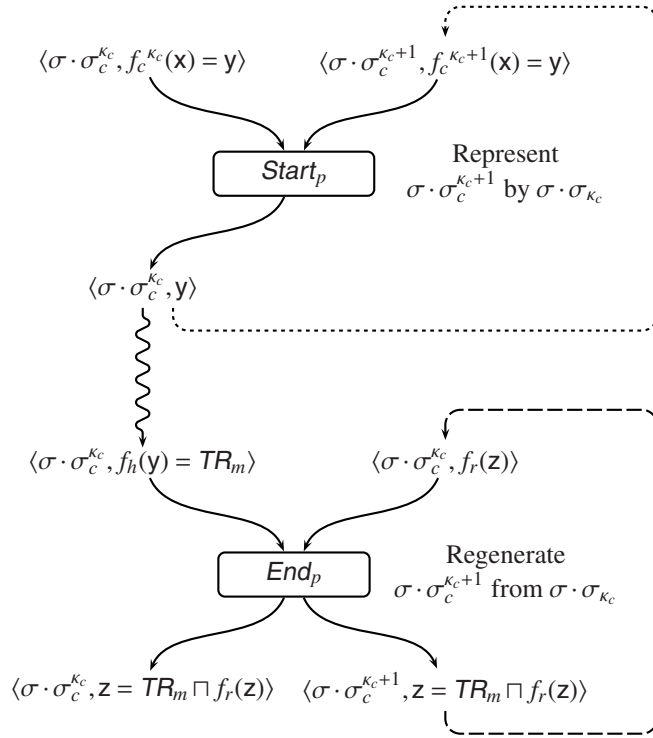 ⟨σ · σ_c^{κ_c}, f_c^{κ_c}(x) = y⟩ ⟨σ · σ_c^{κ_c+1}, f_c^{κ_c+1}(x) = y⟩
Start_p
Represent
σ · σ_c^{κ_c+1} by σ · σ_{κ_c}
⟨σ · σ_c^{κ_c}, y⟩
⟨σ · σ_c^{κ_c}, f_h(y) = TR_m⟩ ⟨σ · σ_c^{κ_c}, f_r(z)⟩
End_p
Regenerate
σ · σ_c^{κ_c+1} from σ · σ_{κ_c}
⟨σ · σ_c^{κ_c}, z = TR_m ⊓ f_r(z)⟩ ⟨σ · σ_c^{κ_c+1}, z = TR_m ⊓ f_r(z)⟩